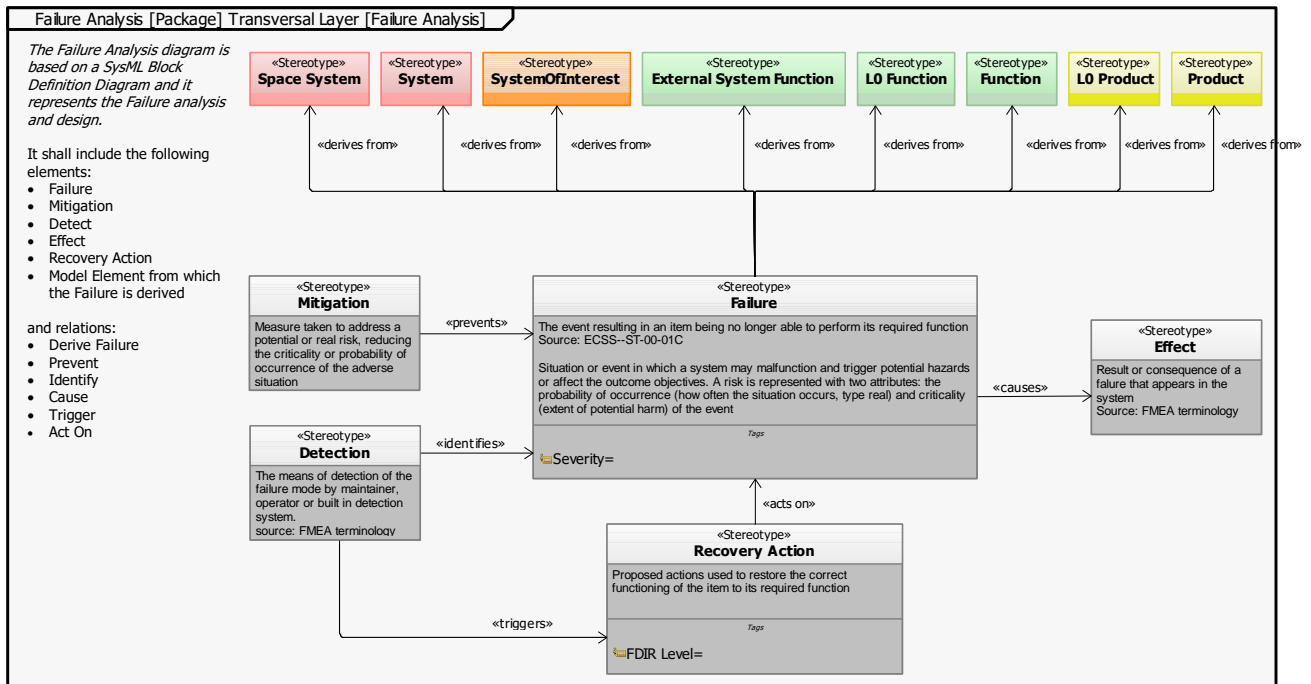 Failure Analysis [Package] Transversal Layer [Failure Analysis]
The Failure Analysis diagram is
based on a SysML Block
Definition Diagram and it
represents the Failure analysis
and design.
It shall include the following
elements:
• Failure
• Mitigation
• Detect
• Effect
• Recovery Action
• Model Element from which
the Failure is derived
and relations:
• Derive Failure
• Prevent
• Identify
• Cause
• Trigger
• Act On
«Stereotype»
Space System
«Stereotype»
System
«Stereotype»
SystemOfInterest
«Stereotype»
External System Function
«Stereotype»
L0 Function
«Stereotype»
Function
«Stereotype»
L0 Product
«Stereotype»
Product
«derives from»
«derives from»
«derives from»
«derives from»
«derives from»
«derives from»
«derives from»
«derives from»
«Stereotype»
Mitigation
Measure taken to address a
potential or real risk, reducing
the criticality or probability of
occurrence of the adverse
situation
«prevents»
«Stereotype»
Failure
The event resulting in an item being no longer able to perform its required function
Source: ECSS--ST-00-01C
Situation or event in which a system may malfunction and trigger potential hazards
or affect the outcome objectives. A risk is represented with two attributes: the
probability of occurrence (how often the situation occurs, type real) and criticality
(extent of potential harm) of the event
Tags
Severity=
«causes»
«Stereotype»
Effect
Result or consequence of a
falure that appears in the
system
Source: FMEA terminology
«Stereotype»
Detection
The means of detection of the
failure mode by maintainer,
operator or built in detection
system.
source: FMEA terminology
«identifies»
«acts on»
«triggers»
«Stereotype»
Recovery Action
Proposed actions used to restore the correct
functioning of the item to its required function
Tags
FDIR Level=